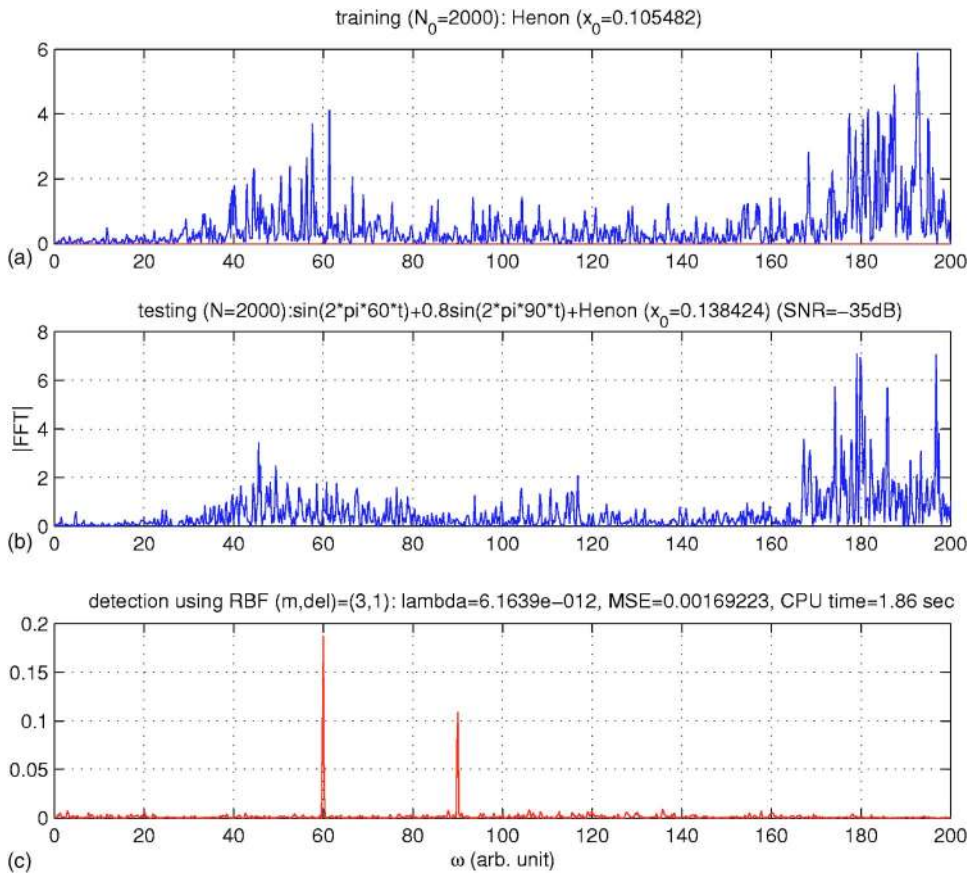 training (N₀=2000): Henon (x₀=0.105482)
6
4
2
0
(a)
0 20 40 60 80 100 120 140 160 180 200
testing (N=2000):sin(2*pi*60*t)+0.8sin(2*pi*90*t)+Henon (x₀=0.138424) (SNR=−35dB)
8
6
4
2
0
|FFT|
(b)
0 20 40 60 80 100 120 140 160 180 200
detection using RBF (m,del)=(3,1): lambda=6.1639e−012, MSE=0.00169223, CPU time=1.86 sec
0.2
0.15
0.1
0.05
0
(c)
0 20 40 60 80 100 120 140 160 180 200
ω (arb. unit)